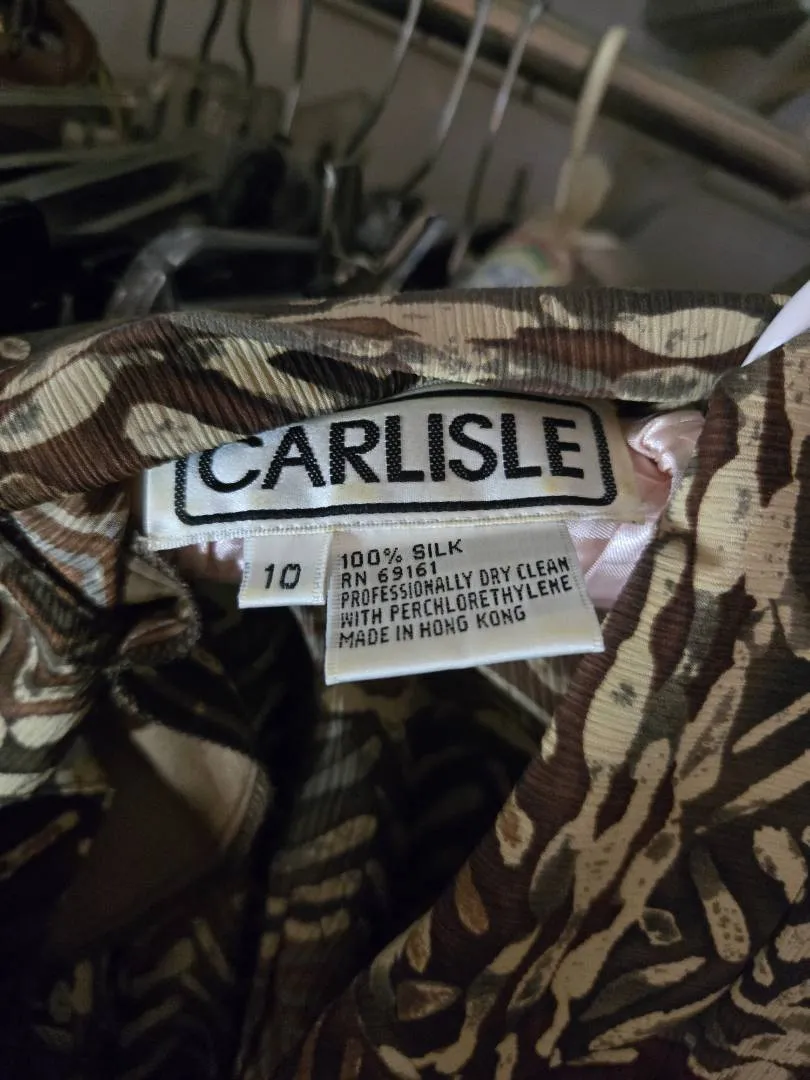 CARLISLE
10
100% SILK
RN 69161
PROFESSIONALLY DRY CLEAN
WITH PERCHLORETHYLENE
MADE IN HONG KONG